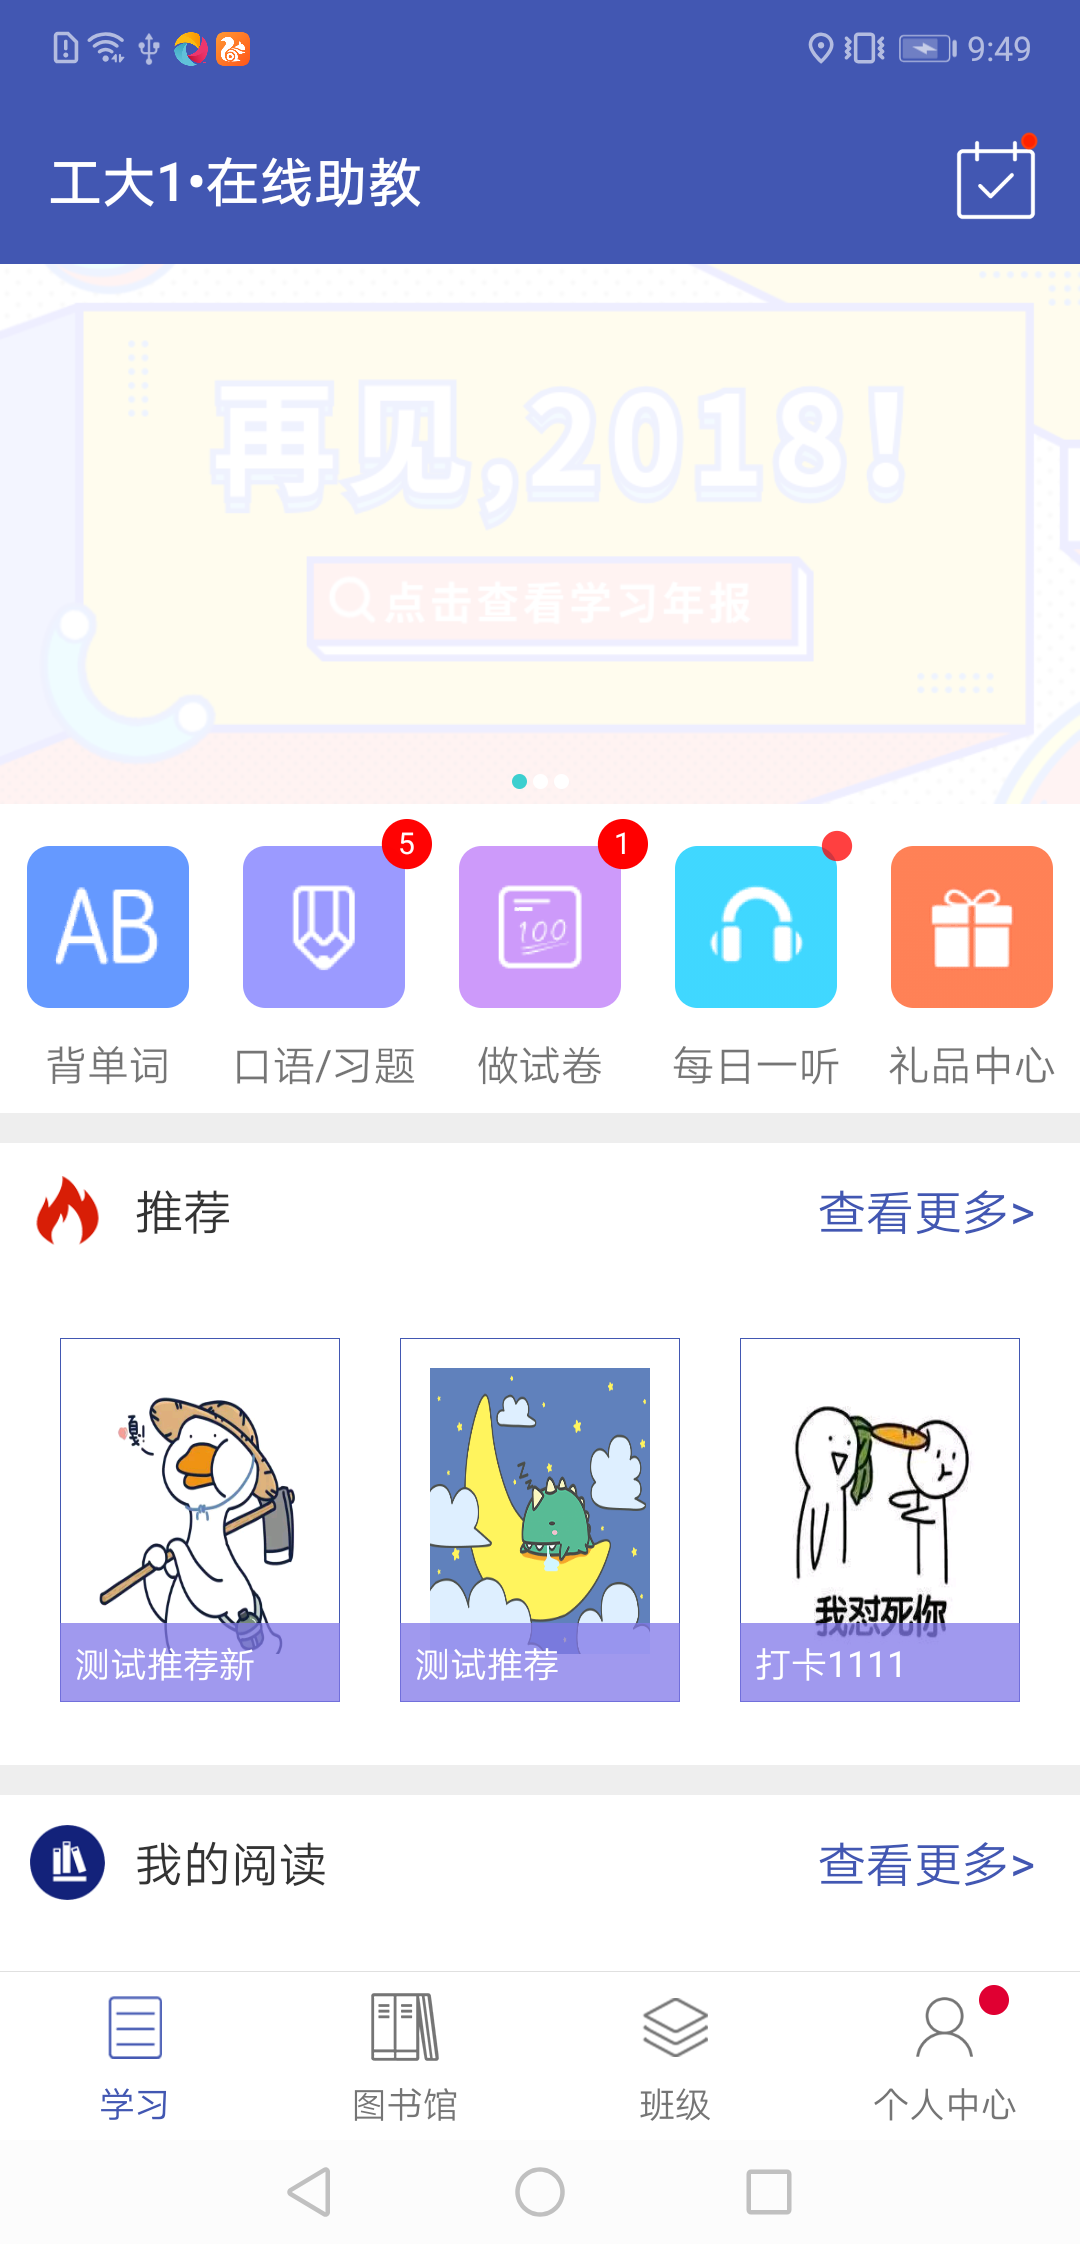 9:49
工大1•在线助教
再见,2018!
点击查看学习年报
AB
5
100
1
背单词
口语/习题
做试卷
每日一听
礼品中心
推荐
查看更多>
嘎!
我怼死你
测试推荐新
测试推荐
打卡1111
我的阅读
查看更多>
学习
图书馆
班级
个人中心